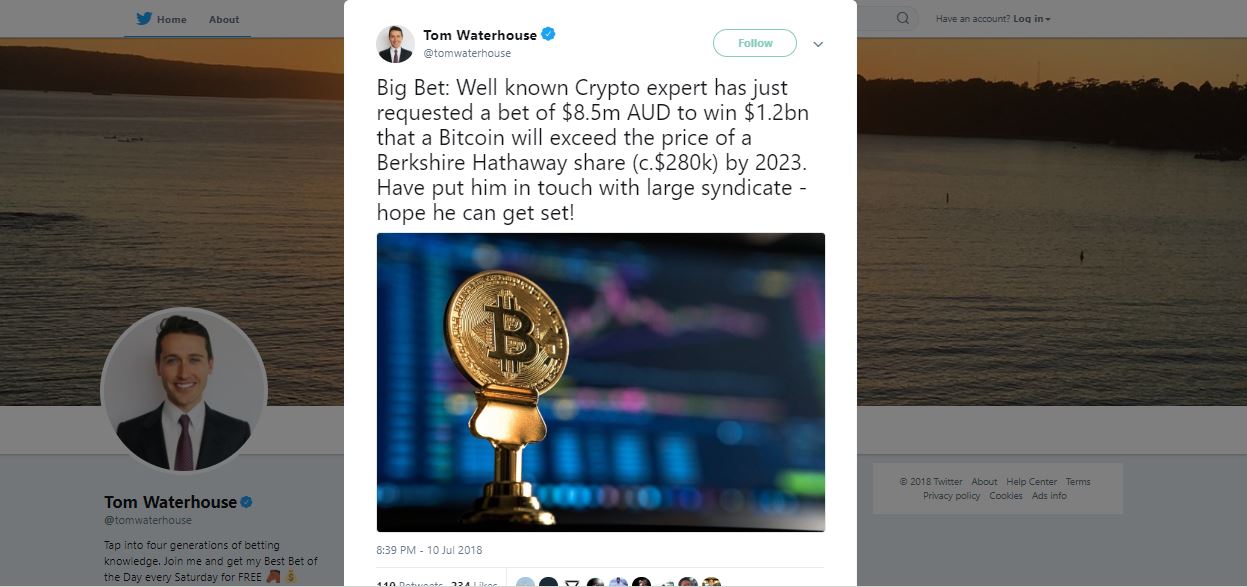 Home About
Have an account? Log in
Tom Waterhouse
@tomwaterhouse
Follow
Big Bet: Well known Crypto expert has just
requested a bet of $8.5m AUD to win $1.2bn
that a Bitcoin will exceed the price of a
Berkshire Hathaway share (c.$280k) by 2023.
Have put him in touch with large syndicate -
hope he can get set!
8:39 PM - 10 Jul 2018
Retweets Likes
Tom Waterhouse
@tomwaterhouse
Tap into four generations of betting
knowledge. Join me and get my Best Bet of
the Day every Saturday for FREE
© 2018 Twitter About Help Center Terms
Privacy policy Cookies Ads info